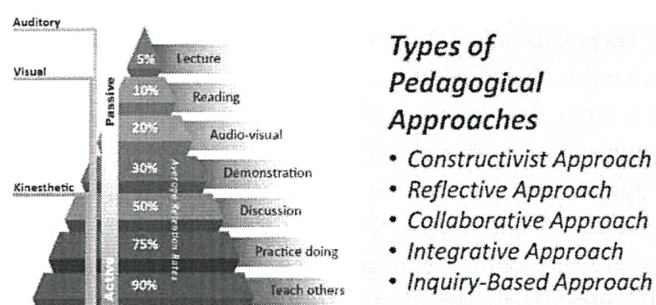 Auditory
Visual
Kinesthetic
Passive
Active
5% Lecture
10% Reading
20% Audio-visual
30% Demonstration
50% Discussion
75% Practice doing
90% Teach others
Average Retention Rates
Types of
Pedagogical
Approaches
• Constructivist Approach
• Reflective Approach
• Collaborative Approach
• Integrative Approach
• Inquiry-Based Approach